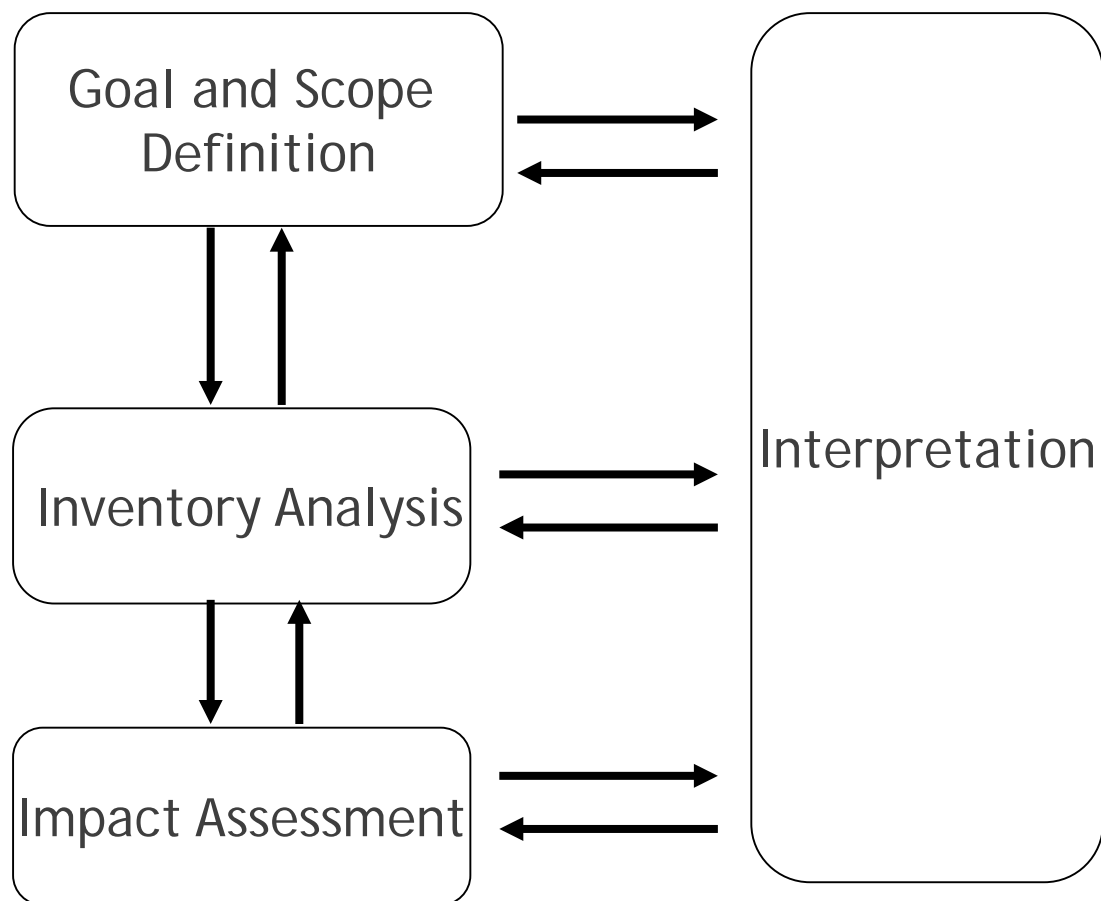 Goal and Scope
Definition
Interpretation
Inventory Analysis
Impact Assessment